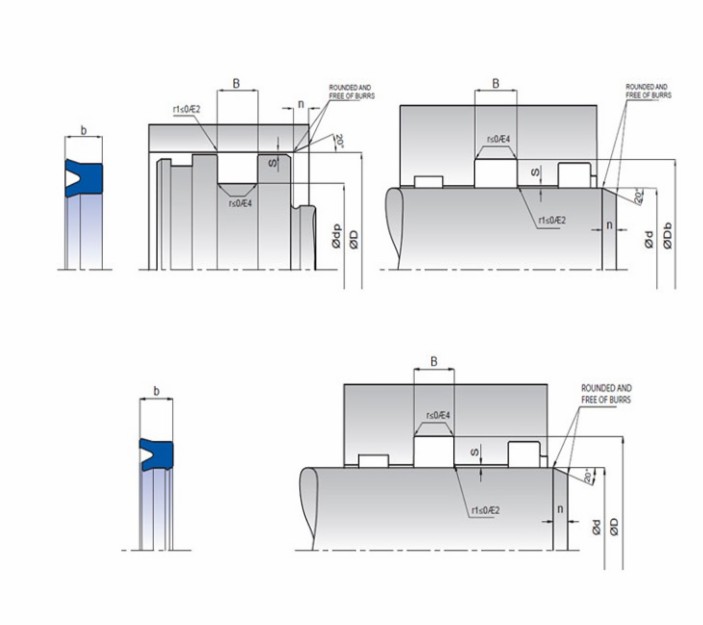 B
ROUNDED AND
FREE OF BURRS
r1≤0Æ2
n
20°
b
S
r≤0Æ4
Ødp
ØD
B
ROUNDED AND
FREE OF BURRS
r≤0Æ4
S
20°
r1≤0Æ2
n
Ød
ØDb
B
b
ROUNDED AND
FREE OF BURRS
r≤0Æ4
S
20°
r1≤0Æ2
n
Ød
ØD